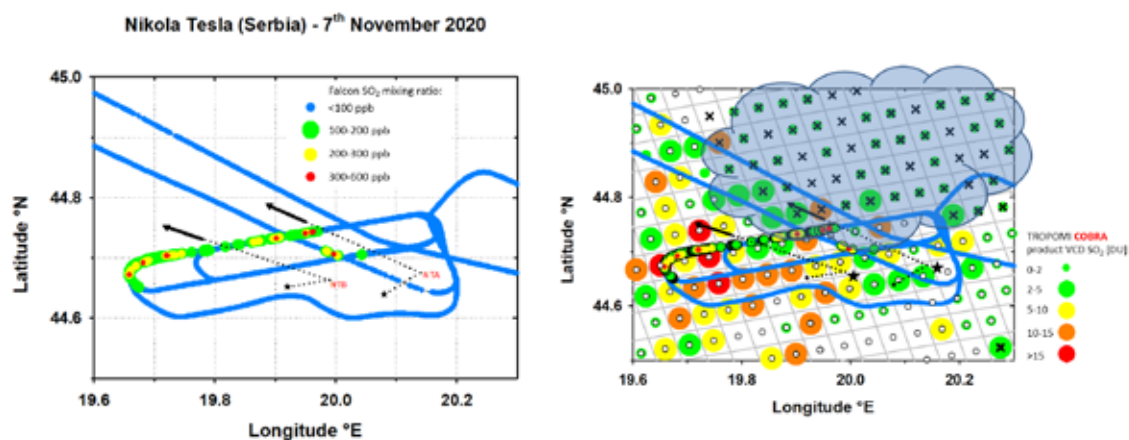 Nikola Tesla (Serbia) - 7th November 2020
45.0
44.8
44.6
Latitude °N
19.6 19.8 20.0 20.2
Longitude °E
Falcon SO2 mixing ratio:
<100 ppb
100-200 ppb
200-300 ppb
300-600 ppb
NTB
NTA
45.0
44.8
44.6
Latitude °N
19.6 19.8 20.0 20.2
Longitude °E
TROPOMI COBRA
product VCD SO2 [DU]
0-2
2-5
5-10
10-15
>15